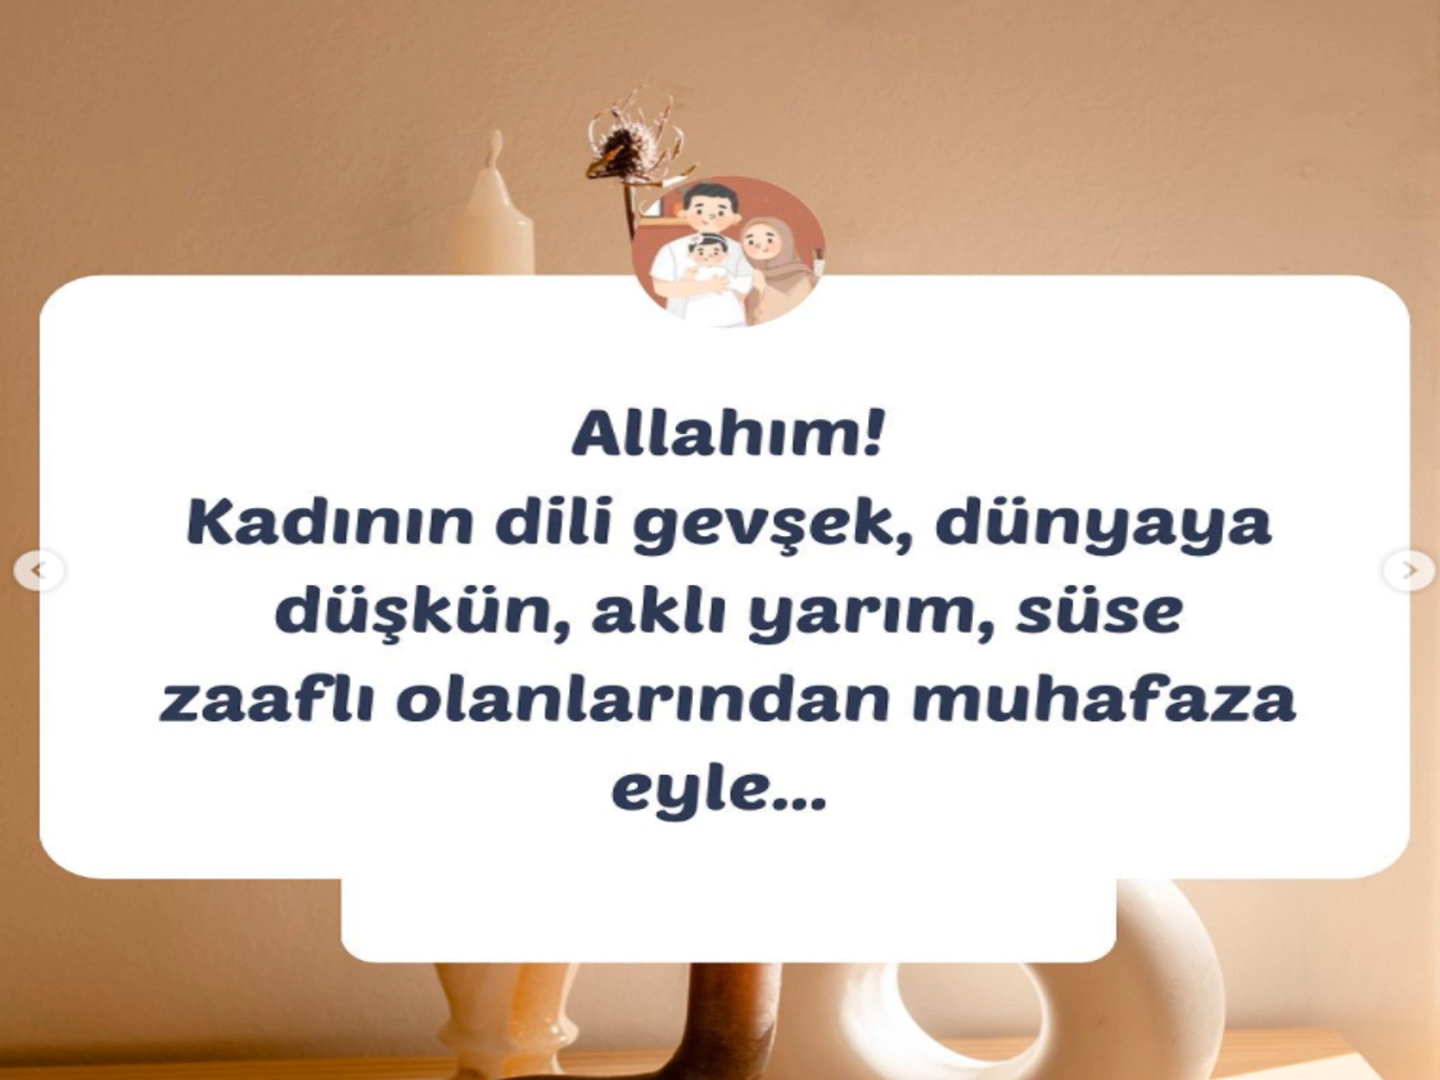 Allahım!
Kadının dili gevşek, dünyaya
düşkün, aklı yarım, süse
zaaflı olanlarından muhafaza
eyle...